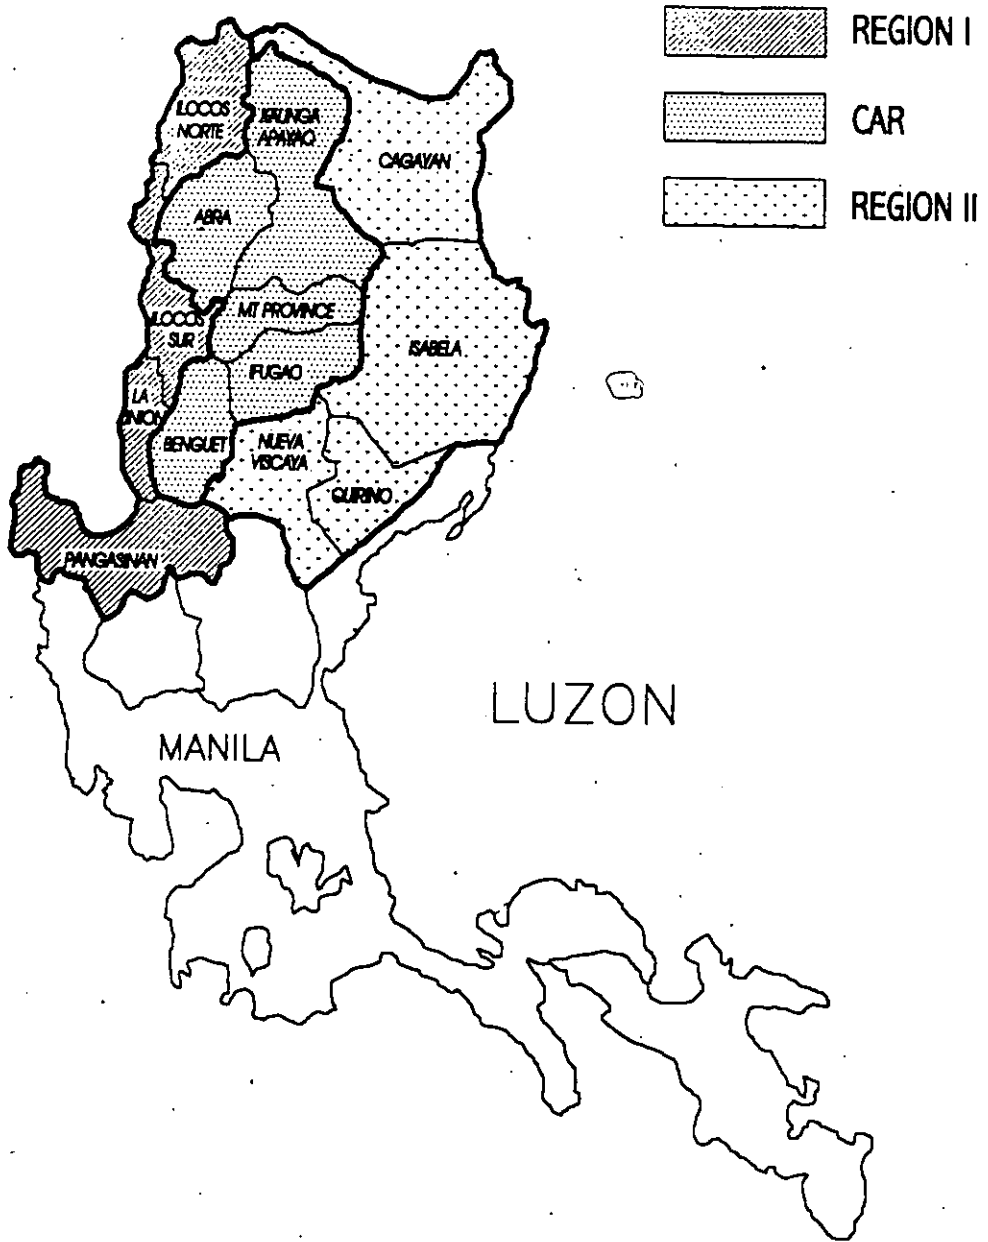 REGION I
CAR
REGION II
ILOCOS
NORTE
KALINGA
APAYAO
CAGAYAN
ABRA
MT PROVINCE
ILOCOS
SUR
ISABELA
IFUGAO
LA
UNION
BENGUET
NUEVA
VISCAYA
QUIRINO
PANGASINAN
LUZON
MANILA